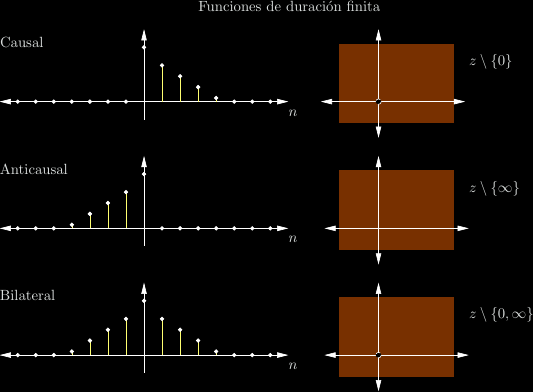 Funciones de duración finita
Causal
z \ {0}
n
Anticausal
z \ {∞}
n
Bilateral
z \ {0, ∞}
n